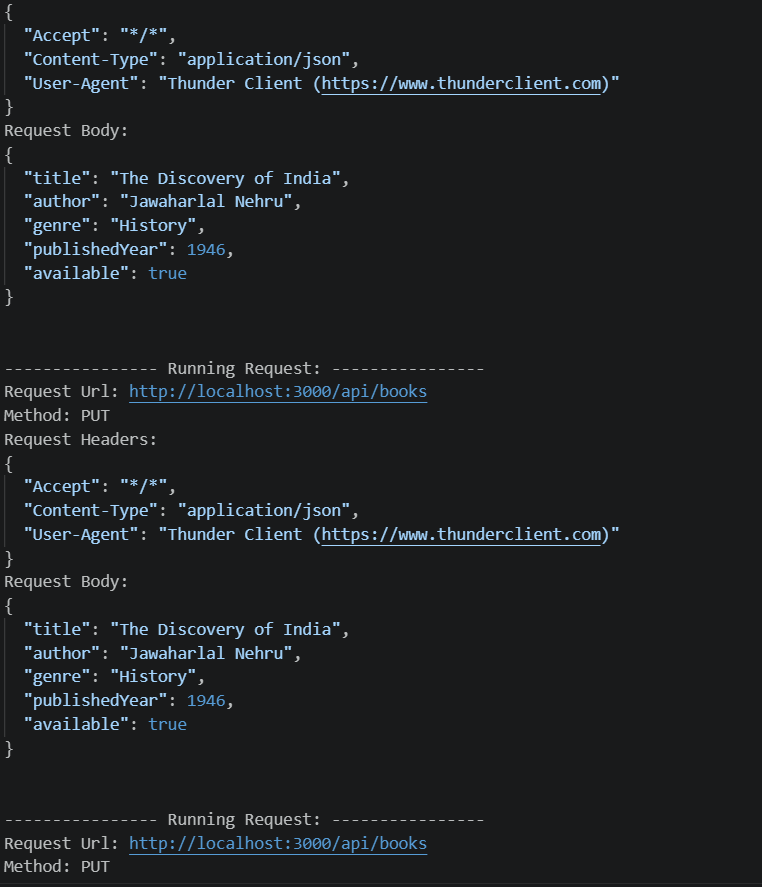 {
  "Accept": "*/*",
  "Content-Type": "application/json",
  "User-Agent": "Thunder Client (https://www.thunderclient.com)"
}
Request Body:
{
  "title": "The Discovery of India",
  "author": "Jawaharlal Nehru",
  "genre": "History",
  "publishedYear": 1946,
  "available": true
}
---------------- Running Request: ----------------
Request Url: http://localhost:3000/api/books
Method: PUT
Request Headers:
{
  "Accept": "*/*",
  "Content-Type": "application/json",
  "User-Agent": "Thunder Client (https://www.thunderclient.com)"
}
Request Body:
{
  "title": "The Discovery of India",
  "author": "Jawaharlal Nehru",
  "genre": "History",
  "publishedYear": 1946,
  "available": true
}
---------------- Running Request: ----------------
Request Url: http://localhost:3000/api/books
Method: PUT